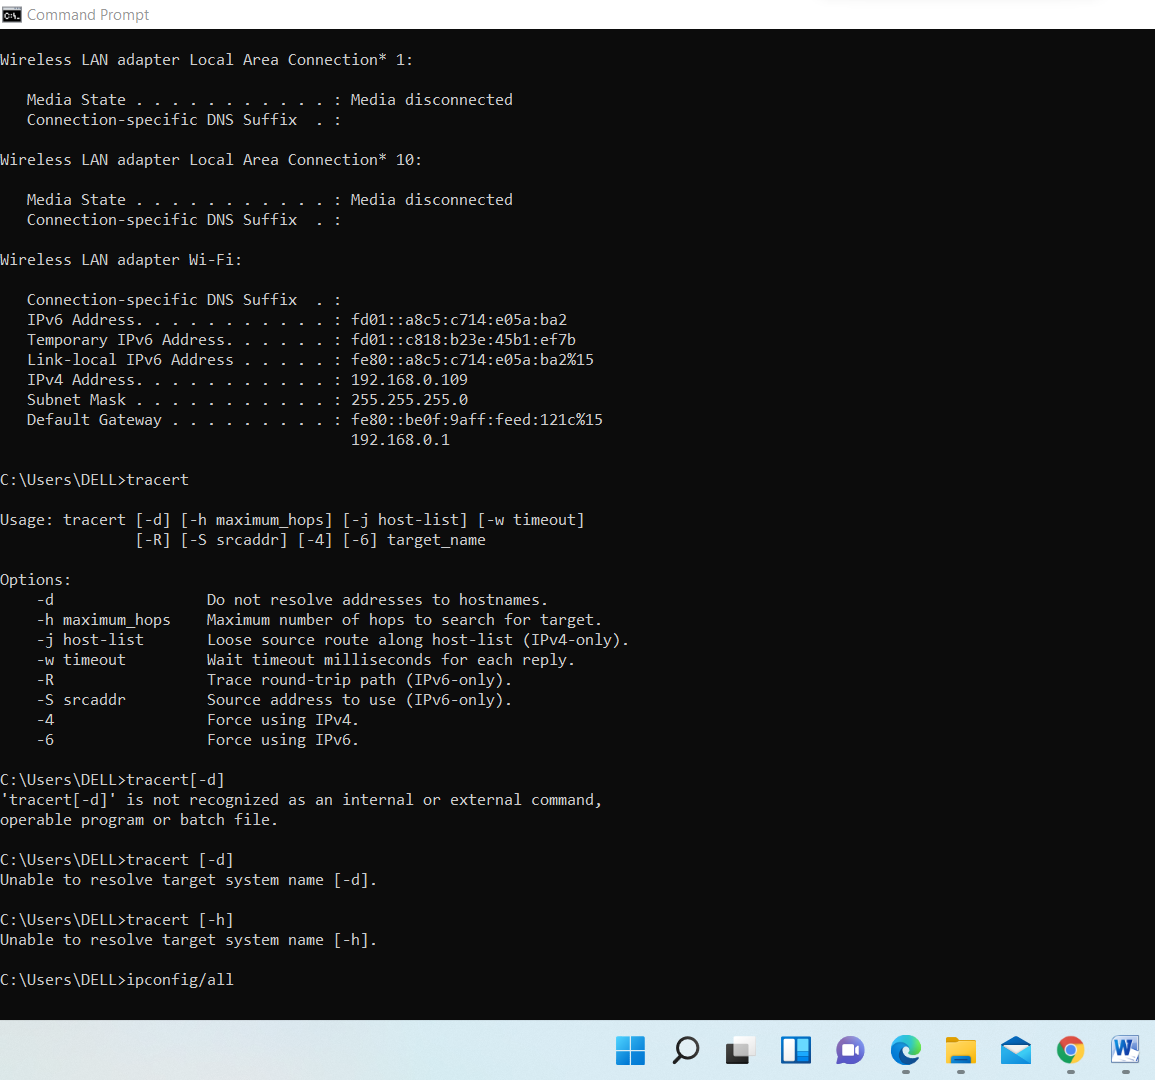 Command Prompt
Wireless LAN adapter Local Area Connection* 1:
Media State . . . . . . . . . . . : Media disconnected
Connection-specific DNS Suffix  . :
Wireless LAN adapter Local Area Connection* 10:
Media State . . . . . . . . . . . : Media disconnected
Connection-specific DNS Suffix  . :
Wireless LAN adapter Wi-Fi:
Connection-specific DNS Suffix  . :
IPv6 Address. . . . . . . . . . . : fd01::a8c5:c714:e05a:ba2
Temporary IPv6 Address. . . . . . : fd01::c818:b23e:45b1:ef7b
Link-local IPv6 Address . . . . . : fe80::a8c5:c714:e05a:ba2%15
IPv4 Address. . . . . . . . . . . : 192.168.0.109
Subnet Mask . . . . . . . . . . . : 255.255.255.0
Default Gateway . . . . . . . . . : fe80::be0f:9aff:feed:121c%15
192.168.0.1
C:\Users\DELL>tracert
Usage: tracert [-d] [-h maximum_hops] [-j host-list] [-w timeout]
[-R] [-S srcaddr] [-4] [-6] target_name
Options:
-d                 Do not resolve addresses to hostnames.
-h maximum_hops    Maximum number of hops to search for target.
-j host-list       Loose source route along host-list (IPv4-only).
-w timeout         Wait timeout milliseconds for each reply.
-R                 Trace round-trip path (IPv6-only).
-S srcaddr         Source address to use (IPv6-only).
-4                 Force using IPv4.
-6                 Force using IPv6.
C:\Users\DELL>tracert[-d]
'tracert[-d]' is not recognized as an internal or external command,
operable program or batch file.
C:\Users\DELL>tracert [-d]
Unable to resolve target system name [-d].
C:\Users\DELL>tracert [-h]
Unable to resolve target system name [-h].
C:\Users\DELL>ipconfig/all